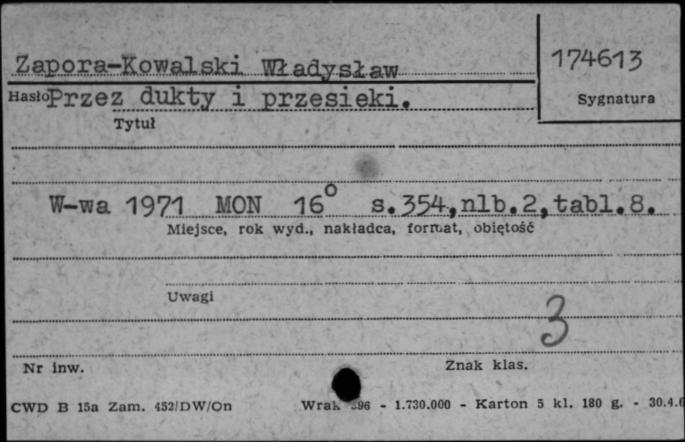 Zapora-Kowalski Władysław
174613
Hasło Przez dukty i przesieki.
Sygnatura
Tytuł
W-wa 1971 MON 16° s.354,nlb.2,tabl.8.
Miejsce, rok wyd., nakładca, format, objętość
Uwagi
3
Nr inw.
Znak klas.
CWD B 15a Zam. 452/DW/On - 1.730.000 - Karton 5 kl. 180 g. - 30.4.6